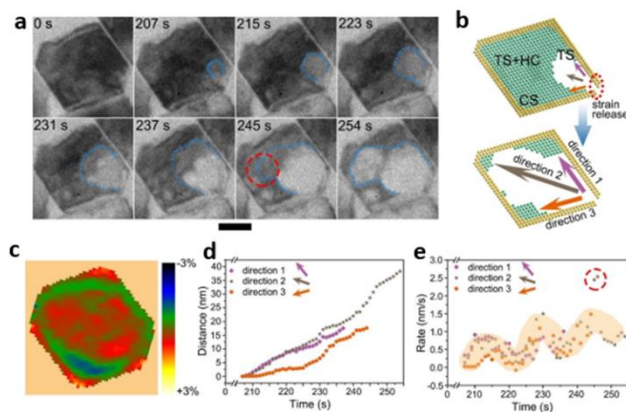 a
0 s 207 s 215 s 223 s
231 s 237 s 245 s 254 s
b
TS+HC TS
CS
strain
release
direction 1
direction 2
direction 3
c
-3%
+3%
d
direction 1
direction 2
direction 3
Distance (nm)
40
35
30
25
20
15
10
5
0
0 210 220 230 240 250
Time (s)
e
direction 1
direction 2
direction 3
Rate (nm/s)
3.0
2.5
2.0
1.5
1.0
0.5
0.0
-0.5
0 210 220 230 240 250
Time (s)